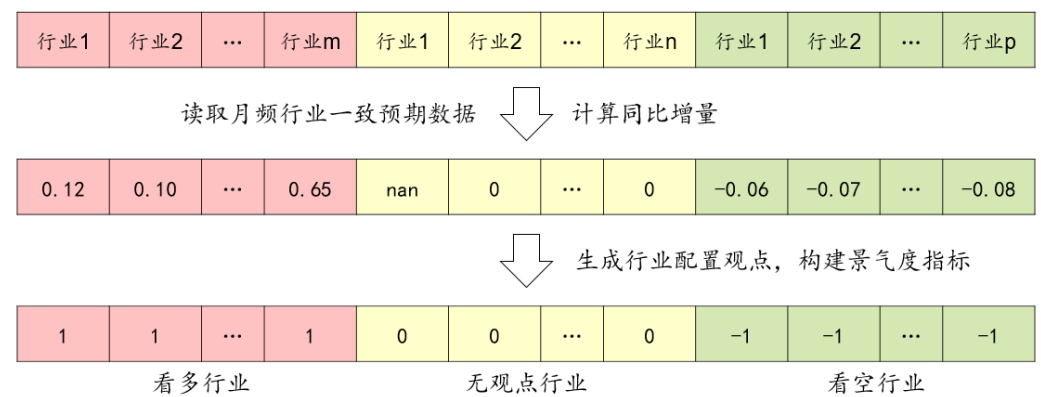 行业1 行业2 … 行业m 行业1 行业2 … 行业n 行业1 行业2 … 行业p
读取月频行业一致预期数据 计算同比增量
0.12 0.10 … 0.65 nan 0 … 0 -0.06 -0.07 … -0.08
生成行业配置观点，构建景气度指标
1 1 … 1 0 0 … 0 -1 -1 … -1
看多行业 无观点行业 看空行业